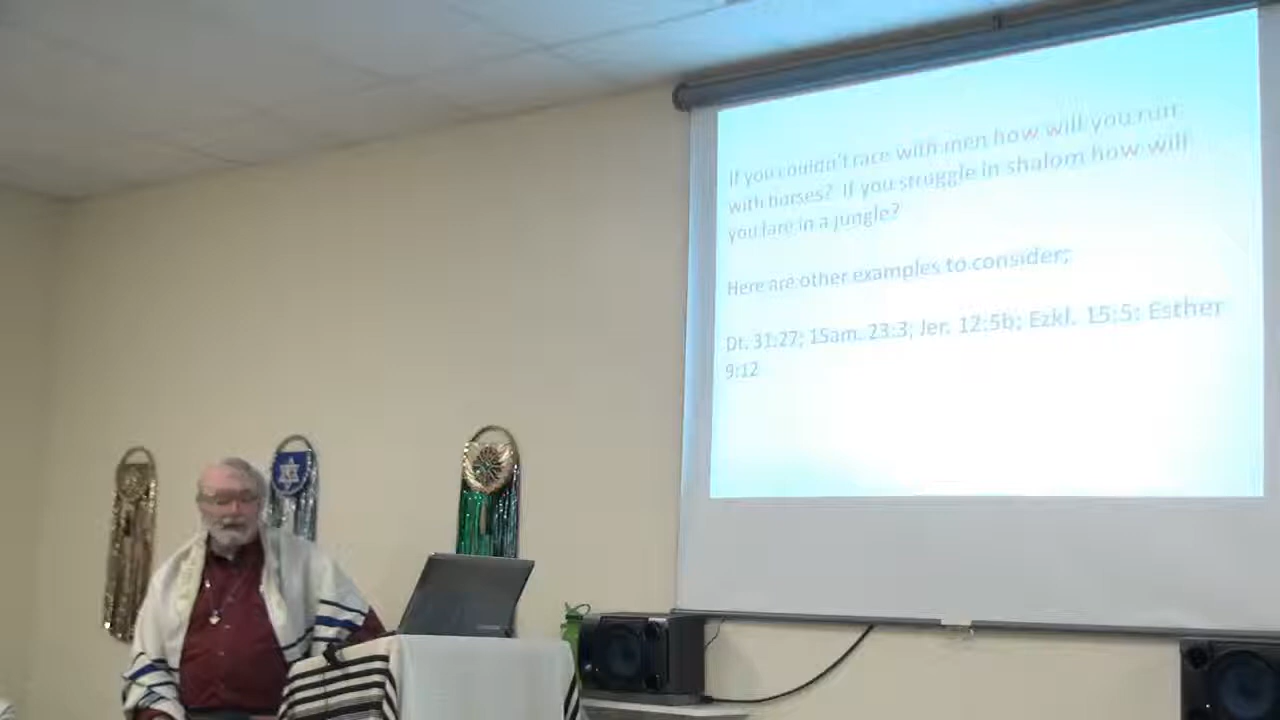 If you couldn't race with men how will you run
with horses? If you struggle in shalom how will
you fare in a jungle?
Here are other examples to consider;
Dt. 31:27; 1Sam. 23:3; Jer. 12:5b; Ezkl. 15:5: Esther
9:12